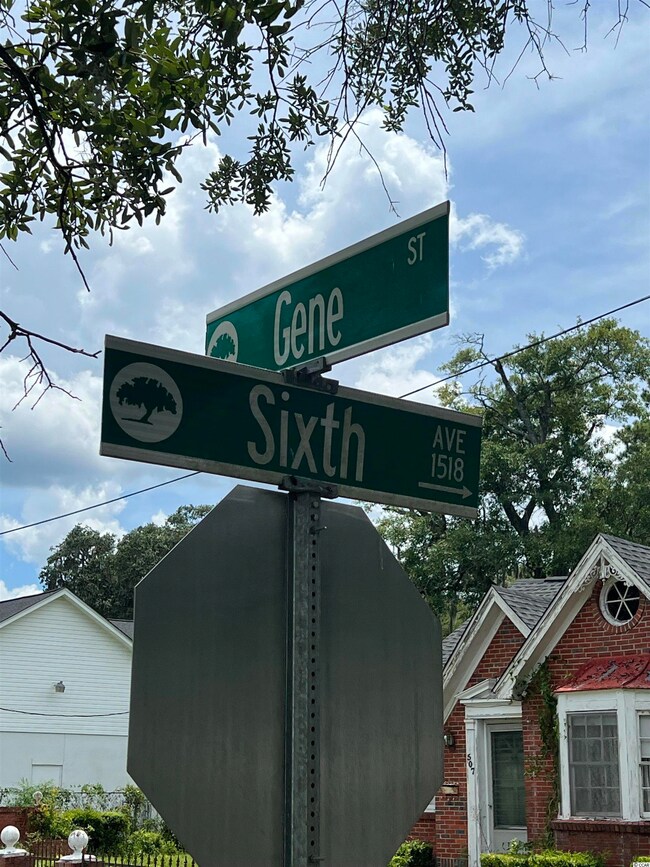 Gene ST
Sixth AVE
1518
507